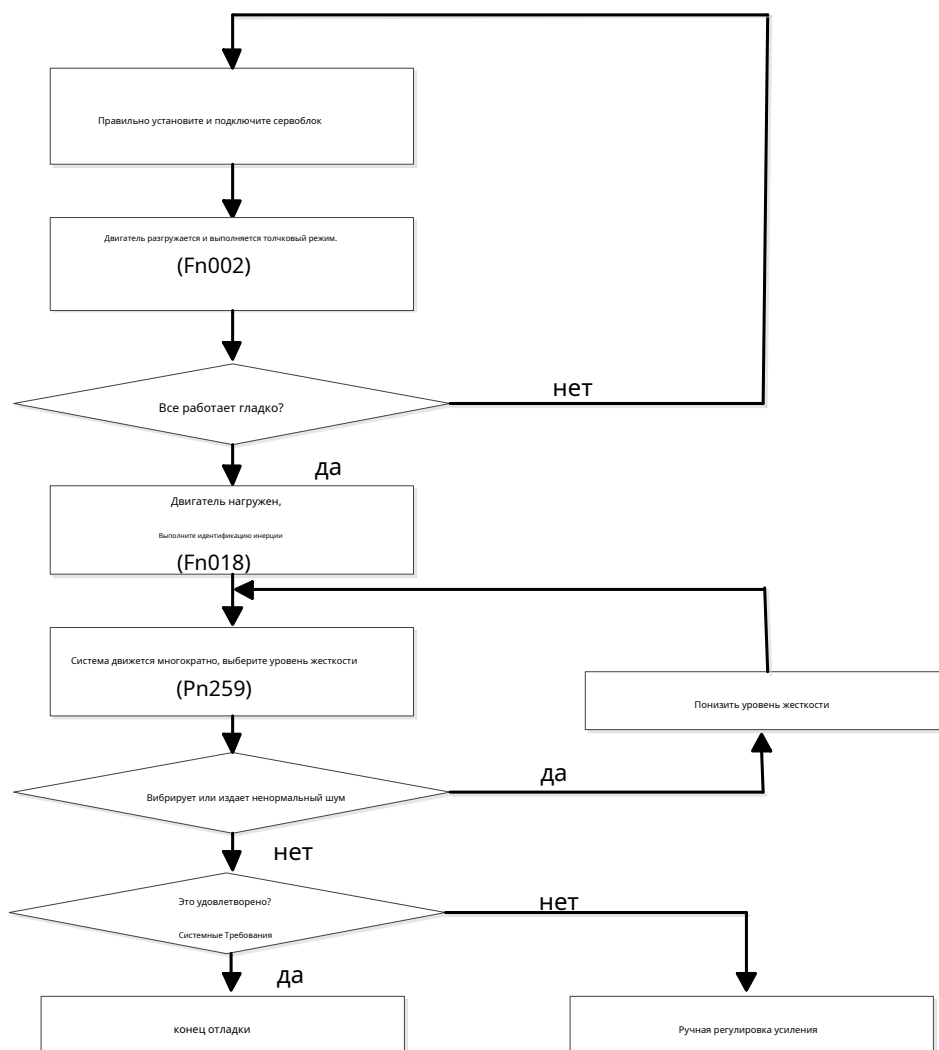 Правильно установите и подключите сервоблок
Двигатель разгружается и выполняется толчковый режим.
(Fn002)
Все работает гладко?
нет
да
Двигатель нагружен,
Выполните идентификацию инерции
(Fn018)
Система движется многократно, выберите уровень жесткости
(Pn259)
Понизить уровень жесткости
Вибрирует или издает ненормальный шум
да
нет
Это удовлетворено?
Системные Требования
нет
да
конец отладки
Ручная регулировка усиления